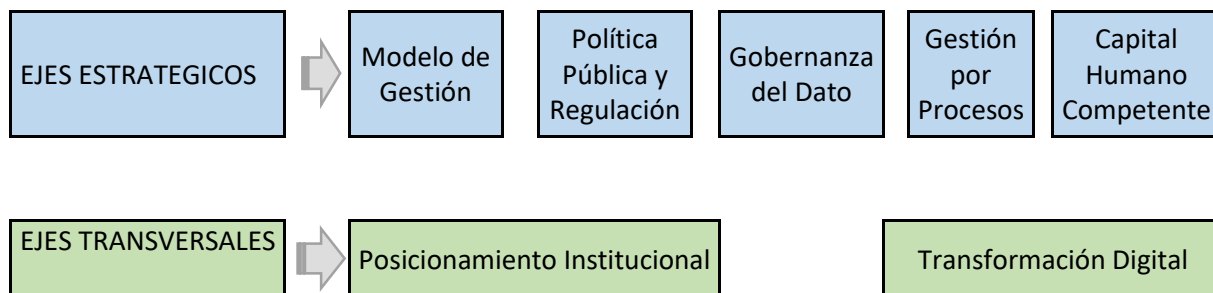 EJES ESTRATEGICOS
Modelo de
Gestión
Política
Pública y
Regulación
Gobernanza
del Dato
Gestión
por
Procesos
Capital
Humano
Competente
EJES TRANSVERSALES
Posicionamiento Institucional
Transformación Digital